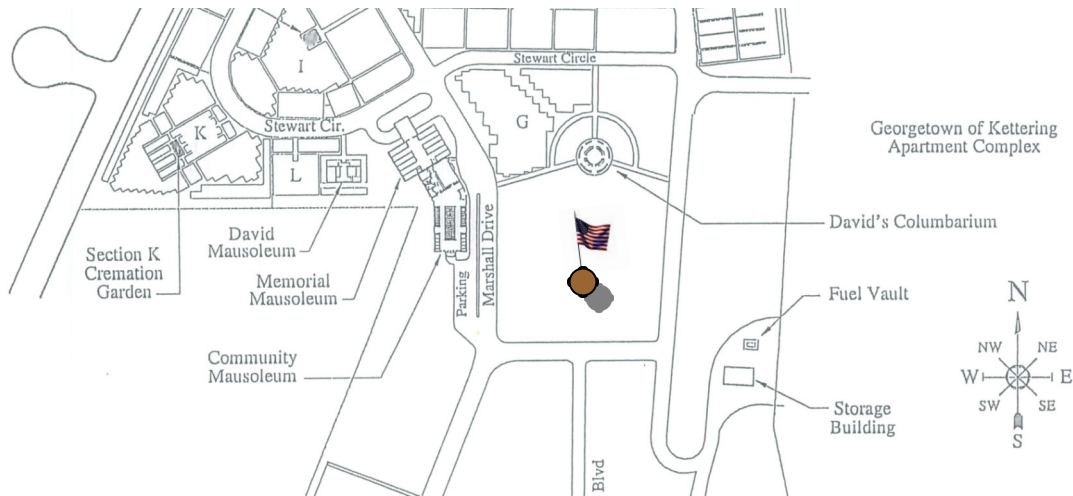 Stewart Circle
I
G
K
Stewart Cir.
L
Georgetown of Kettering
Apartment Complex
David's Columbarium
David
Mausoleum
Section K
Cremation
Garden
Memorial
Mausoleum
Parking
Marshall Drive
Community
Mausoleum
Fuel Vault
Storage
Building
Blvd
N
NW
NE
W
E
SW
SE
S